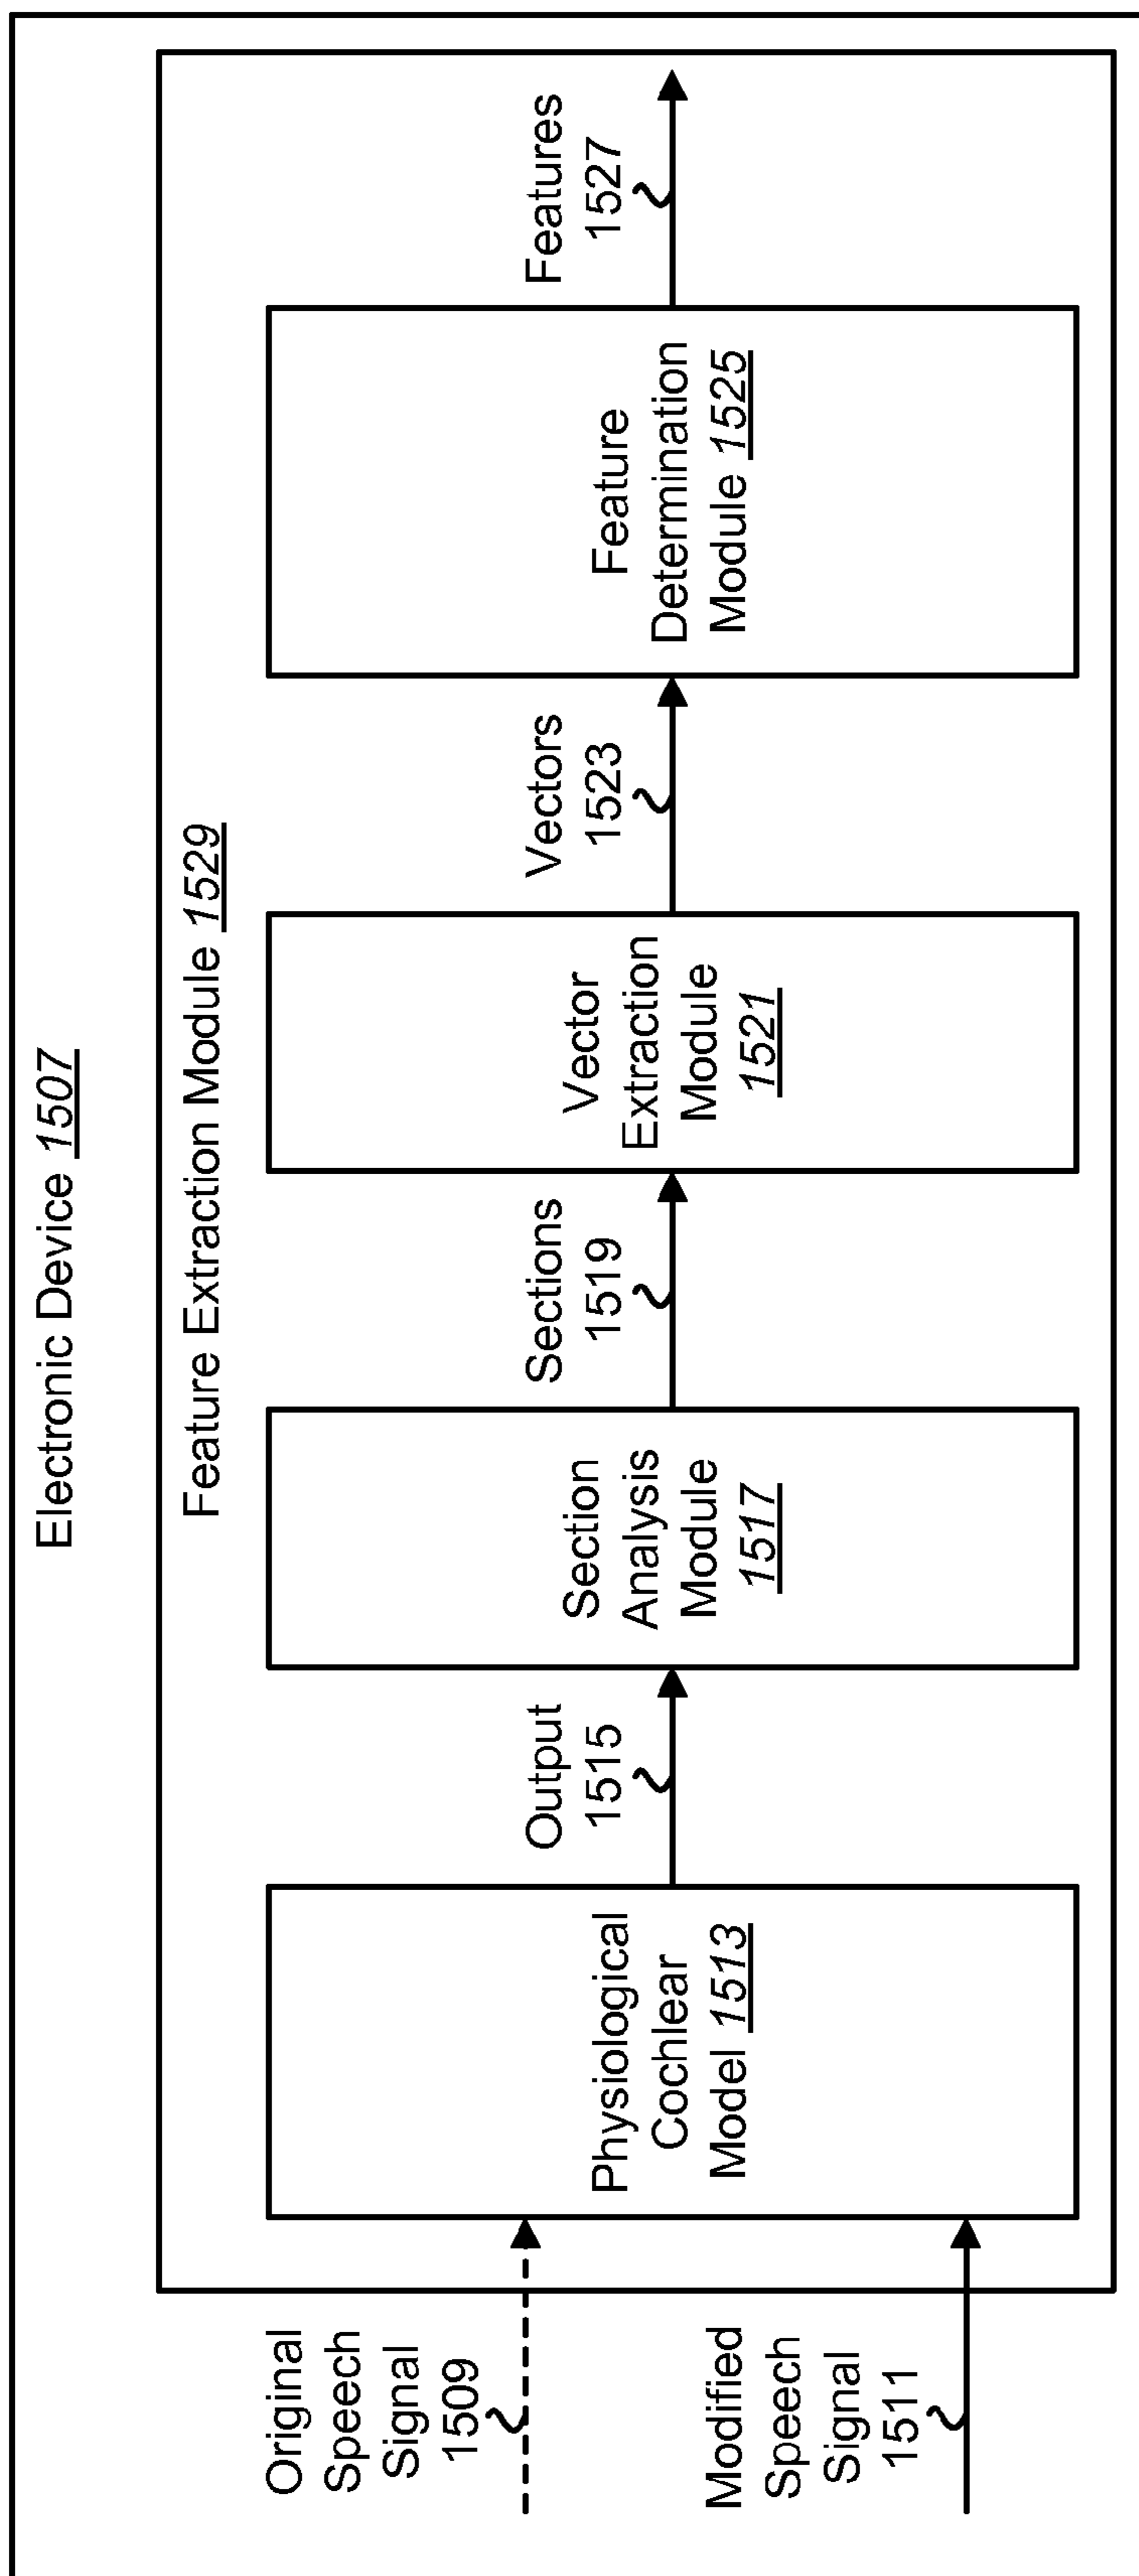 Electronic Device 1507
Feature Extraction Module 1529
Original
Speech
Signal
1509
Modified
Speech
Signal
1511
Physiological
Cochlear
Model 1513
Output
1515
Section
Analysis
Module
1517
Sections
1519
Vector
Extraction
Module
1521
Vectors
1523
Feature
Determination
Module 1525
Features
1527